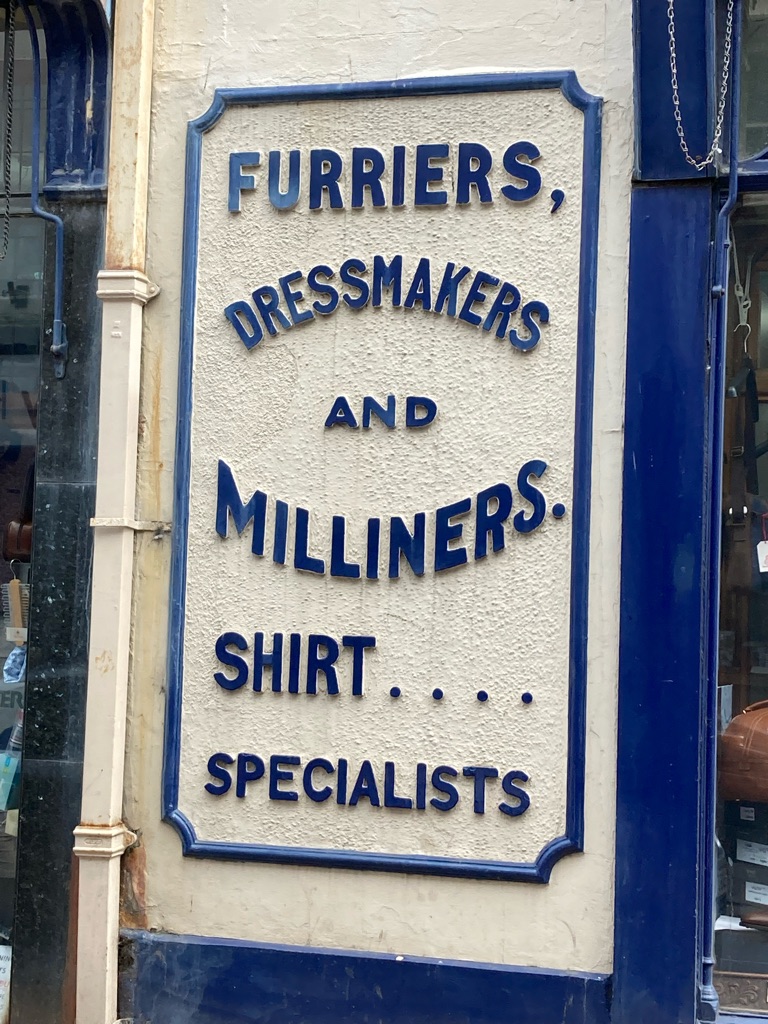 FURRIERS,
DRESSMAKERS
AND
MILLINERS.
SHIRT....
SPECIALISTS